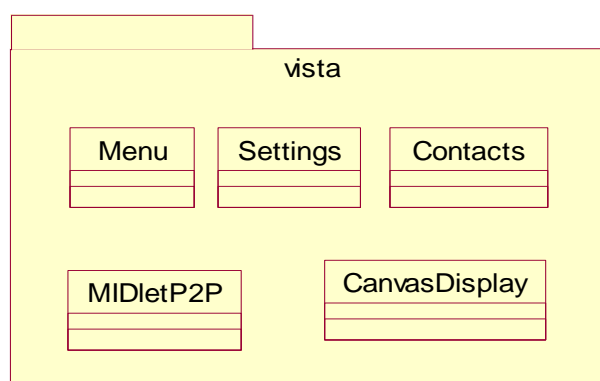 vista
Menu
Settings
Contacts
MIDletP2P
CanvasDisplay